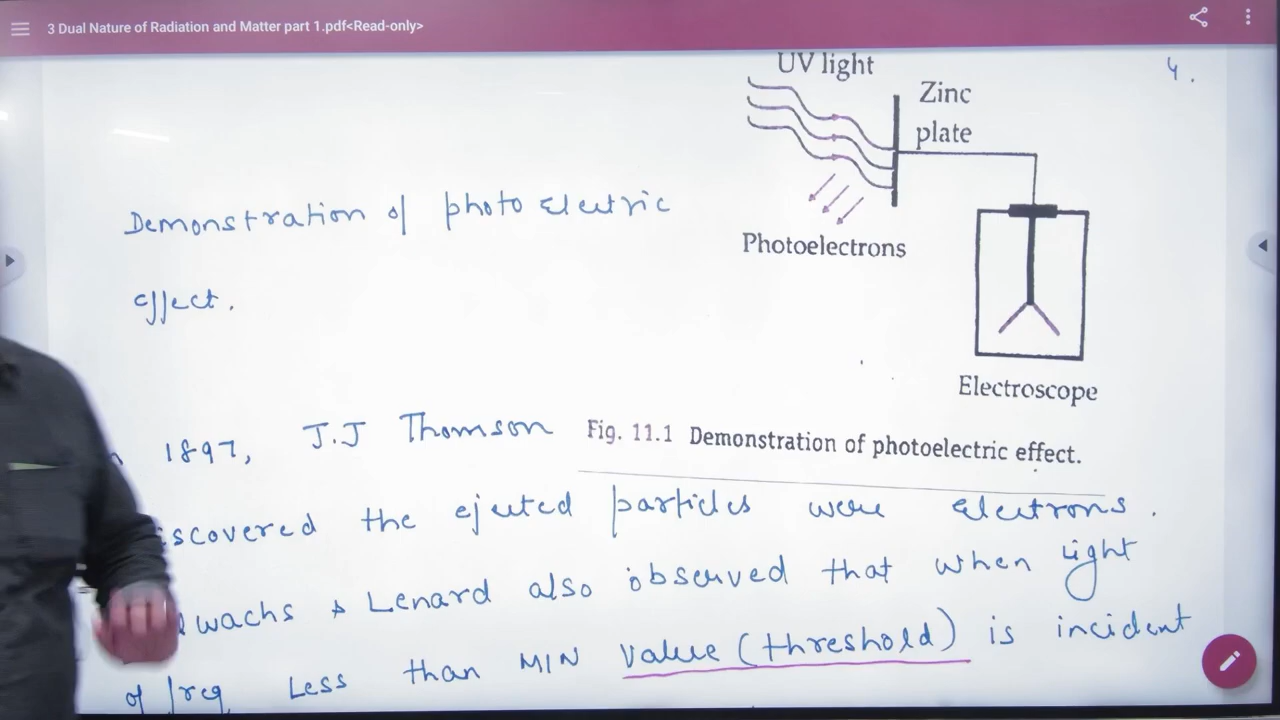 3 Dual Nature of Radiation and Matter part 1.pdf<Read-only>
4.
UV light
Zinc
plate
Demonstration of photo Electric
effect.
Photoelectrons
Electroscope
1897, J.J Thomson
Fig. 11.1 Demonstration of photoelectric effect.
iscovered the ejected particles were electrons.
wachs & Lenard also observed that when light
of freq. Less than MIN value (threshold) is incident